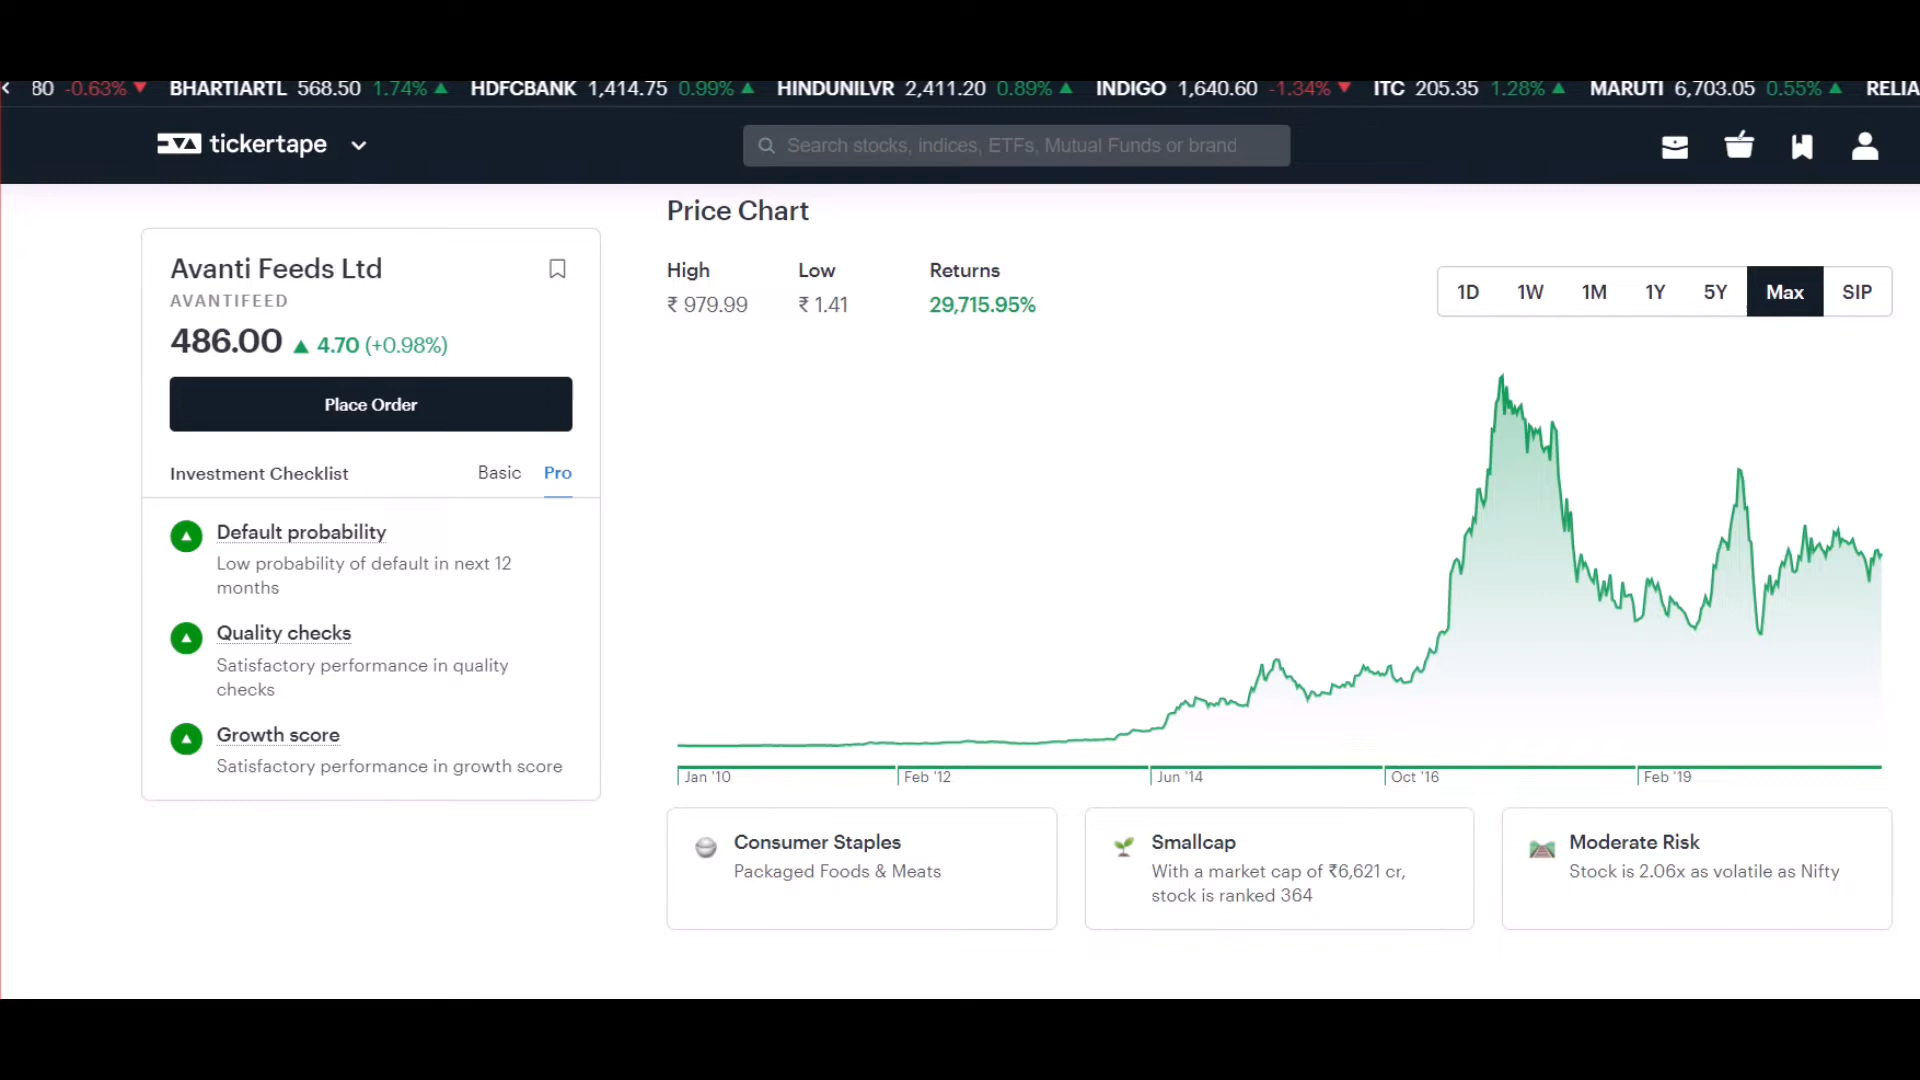 80 -0.63% ▼ BHARTIARTL 568.50 1.74% ▲ HDFCBANK 1,414.75 0.99% ▲ HINDUNILVR 2,411.20 0.89% ▲ INDIGO 1,640.60 -1.34% ▼ ITC 205.35 1.28% ▲ MARUTI 6,703.05 0.55% ▲ RELIA
tickertape
Search stocks, indices, ETFs, Mutual Funds or brand
Avanti Feeds Ltd
AVANTIFEED
486.00 ▲ 4.70 (+0.98%)
Place Order
Investment Checklist Basic Pro
Default probability
Low probability of default in next 12
months
Quality checks
Satisfactory performance in quality
checks
Growth score
Satisfactory performance in growth score
Price Chart
High Low Returns
₹ 979.99 ₹ 1.41 29,715.95%
1D 1W 1M 1Y 5Y Max SIP
Jan '10 Feb '12 Jun '14 Oct '16 Feb '19
Consumer Staples
Packaged Foods & Meats
Smallcap
With a market cap of ₹6,621 cr,
stock is ranked 364
Moderate Risk
Stock is 2.06x as volatile as Nifty